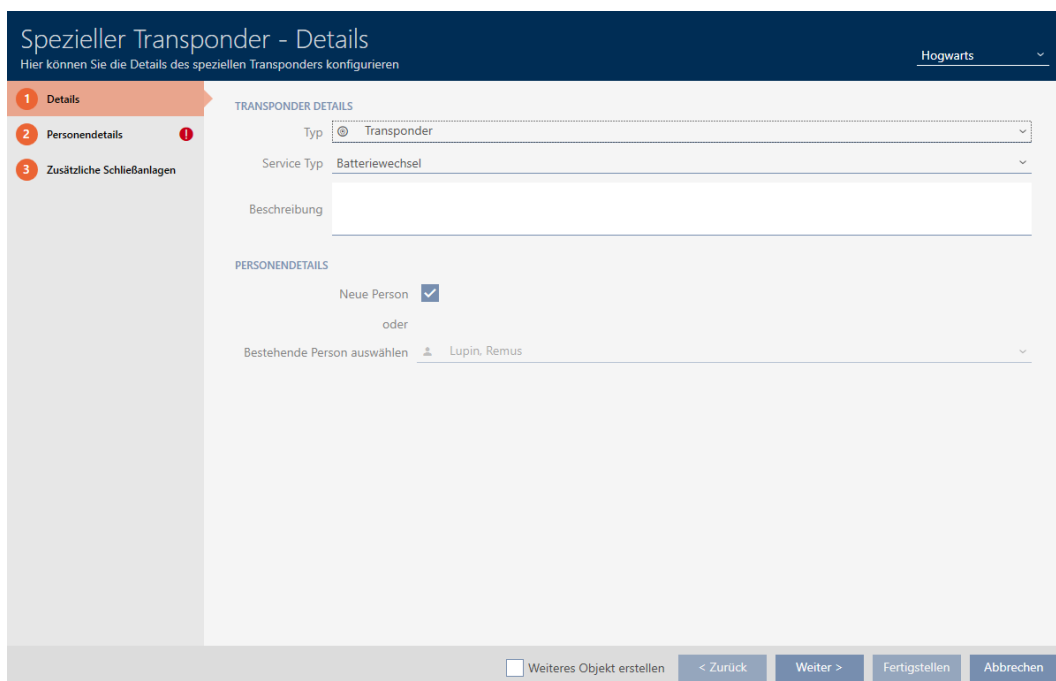 Spezieller Transponder - Details
Hier können Sie die Details des speziellen Transponders konfigurieren
Hogwarts
1 Details
2 Personendetails
3 Zusätzliche Schließanlagen
TRANSPONDER DETAILS
Typ Transponder
Service Typ Batteriewechsel
Beschreibung
PERSONENDETAILS
Neue Person
oder
Bestehende Person auswählen Lupin, Remus
Weiteres Objekt erstellen < Zurück Weiter > Fertigstellen Abbrechen